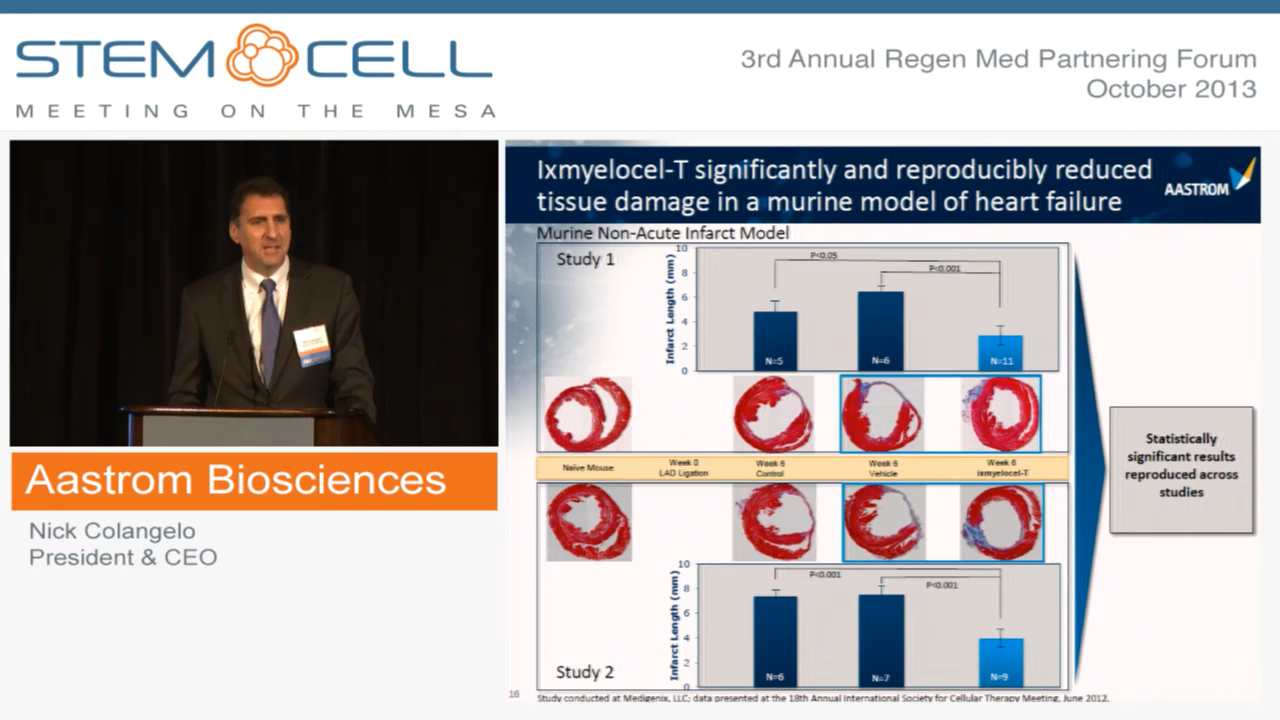 STEM CELL
MEETING ON THE MESA
3rd Annual Regen Med Partnering Forum
October 2013
Aastrom Biosciences
Nick Colangelo
President & CEO
Ixmyelocel-T significantly and reproducibly reduced
tissue damage in a murine model of heart failure
AASTROM
Murine Non-Acute Infarct Model
Study 1
Infarct Length (mm)
10
8
6
4
2
0
P<0.05
P<0.001
N=5
N=6
N=11
Naïve Mouse
Week 0
LAD Ligation
Week 6
Control
Week 6
Vehicle
Week 6
ixmyelocel-T
Study 2
Infarct Length (mm)
10
8
6
4
2
0
P<0.001
P<0.001
N=6
N=7
N=9
Statistically
significant results
reproduced across
studies
16
Study conducted at Medigenix, LLC; data presented at the 18th Annual International Society for Cellular Therapy Meeting, June 2012.